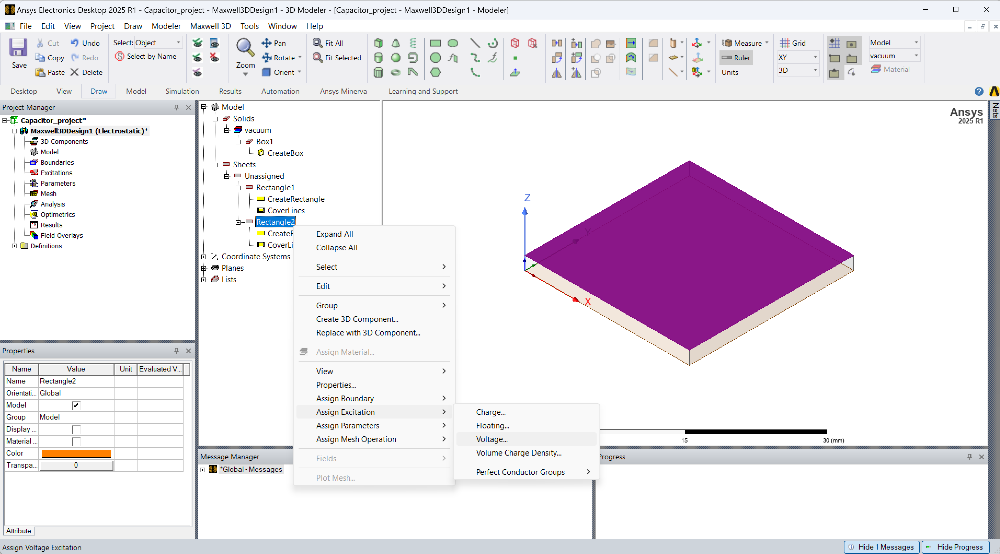 Ansys Electronics Desktop 2025 R1 - Capacitor_project - Maxwell3DDesign1 - 3D Modeler - [Capacitor_project - Maxwell3DDesign1 - Modeler]
File Edit View Project Draw Modeler Maxwell 3D Tools Window Help
Save
Cut
Copy
Paste
Undo
Redo
Delete
Select: Object
Select by Name
Zoom
Pan
Rotate
Orient
Fit All
Fit Selected
Measure
Ruler
Units
Grid
XY
3D
Model
vacuum
Material
Desktop View Draw Model Simulation Results Automation Ansys Minerva Learning and Support
Project Manager
Capacitor_project*
Maxwell3DDesign1 (Electrostatic)*
3D Components
Model
Boundaries
Excitations
Parameters
Mesh
Analysis
Optimetrics
Results
Field Overlays
Definitions
Model
Solids
vacuum
Box1
CreateBox
Sheets
Unassigned
Rectangle1
CreateRectangle
CoverLines
Rectangle2
CreateR
CoverLi
Coordinate Systems
Planes
Lists
Expand All
Collapse All
Select
Edit
Group
Create 3D Component...
Replace with 3D Component...
Assign Material...
View
Properties...
Assign Boundary
Assign Excitation
Assign Parameters
Assign Mesh Operation
Fields
Plot Mesh...
Charge...
Floating...
Voltage...
Volume Charge Density...
Perfect Conductor Groups
Ansys
2025 R1
Nets
Z
Y
X
15
30 (mm)
Properties
Name Value Unit Evaluated V...
Name Rectangle2
Orientati... Global
Model
Group Model
Display ...
Material ...
Color
Transpa... 0
Attribute
Message Manager
*Global - Messages
Progress
Assign Voltage Excitation
Hide 1 Messages
Hide Progress